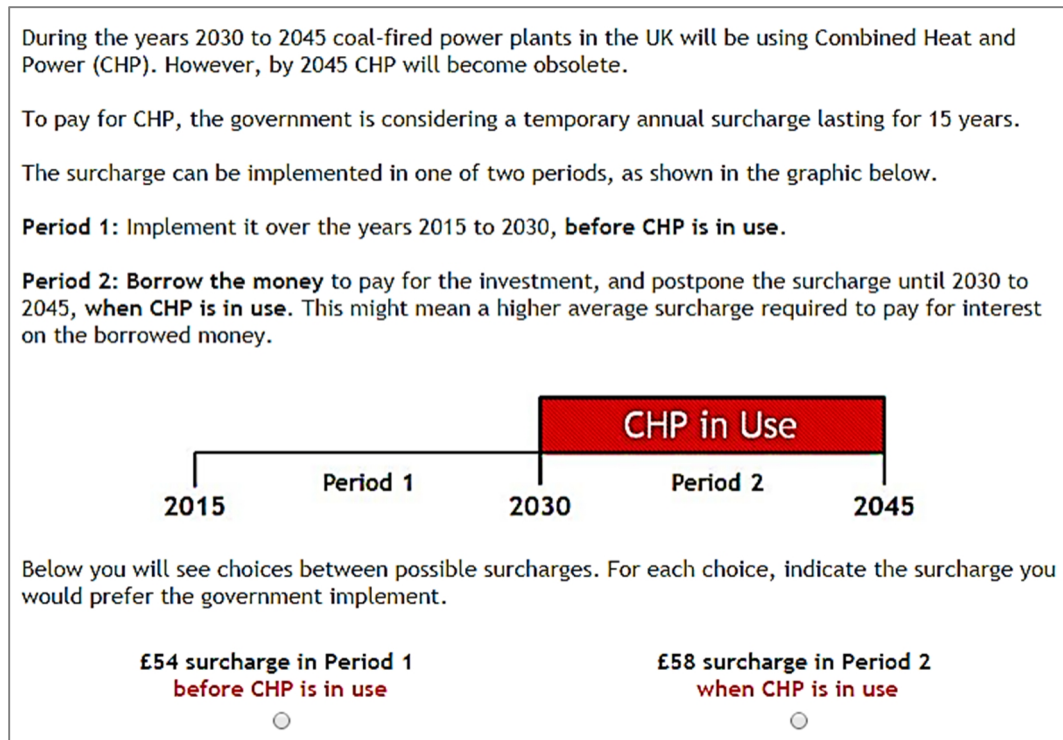 During the years 2030 to 2045 coal-fired power plants in the UK will be using Combined Heat and
Power (CHP). However, by 2045 CHP will become obsolete.
To pay for CHP, the government is considering a temporary annual surcharge lasting for 15 years.
The surcharge can be implemented in one of two periods, as shown in the graphic below.
Period 1: Implement it over the years 2015 to 2030, before CHP is in use.
Period 2: Borrow the money to pay for the investment, and postpone the surcharge until 2030 to
2045, when CHP is in use. This might mean a higher average surcharge required to pay for interest
on the borrowed money.
CHP in Use
Period 1 Period 2
2015 2030 2045
Below you will see choices between possible surcharges. For each choice, indicate the surcharge you
would prefer the government implement.
£54 surcharge in Period 1 £58 surcharge in Period 2
before CHP is in use when CHP is in use